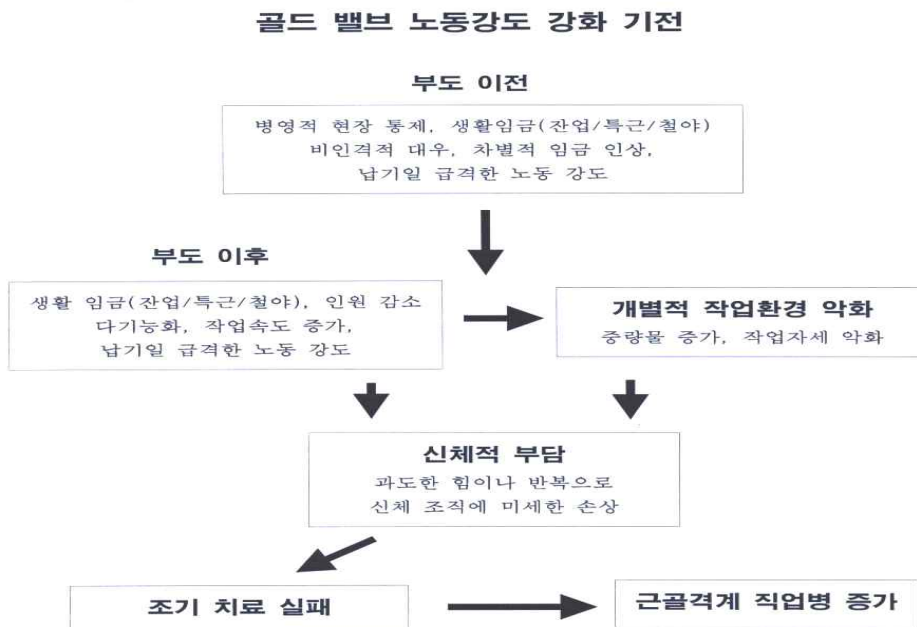 골드 밸브 노동강도 강화 기전
부도 이전
병영적 현장 통제, 생활임금(잔업/특근/철야)
비인격적 대우, 차별적 임금 인상,
납기일 급격한 노동 강도
부도 이후
생활 임금(잔업/특근/철야), 인원 감소
다기능화, 작업속도 증가,
납기일 급격한 노동 강도
개별적 작업환경 악화
중량물 증가, 작업자세 악화
신체적 부담
과도한 힘이나 반복으로
신체 조직에 미세한 손상
조기 치료 실패
근골격계 직업병 증가